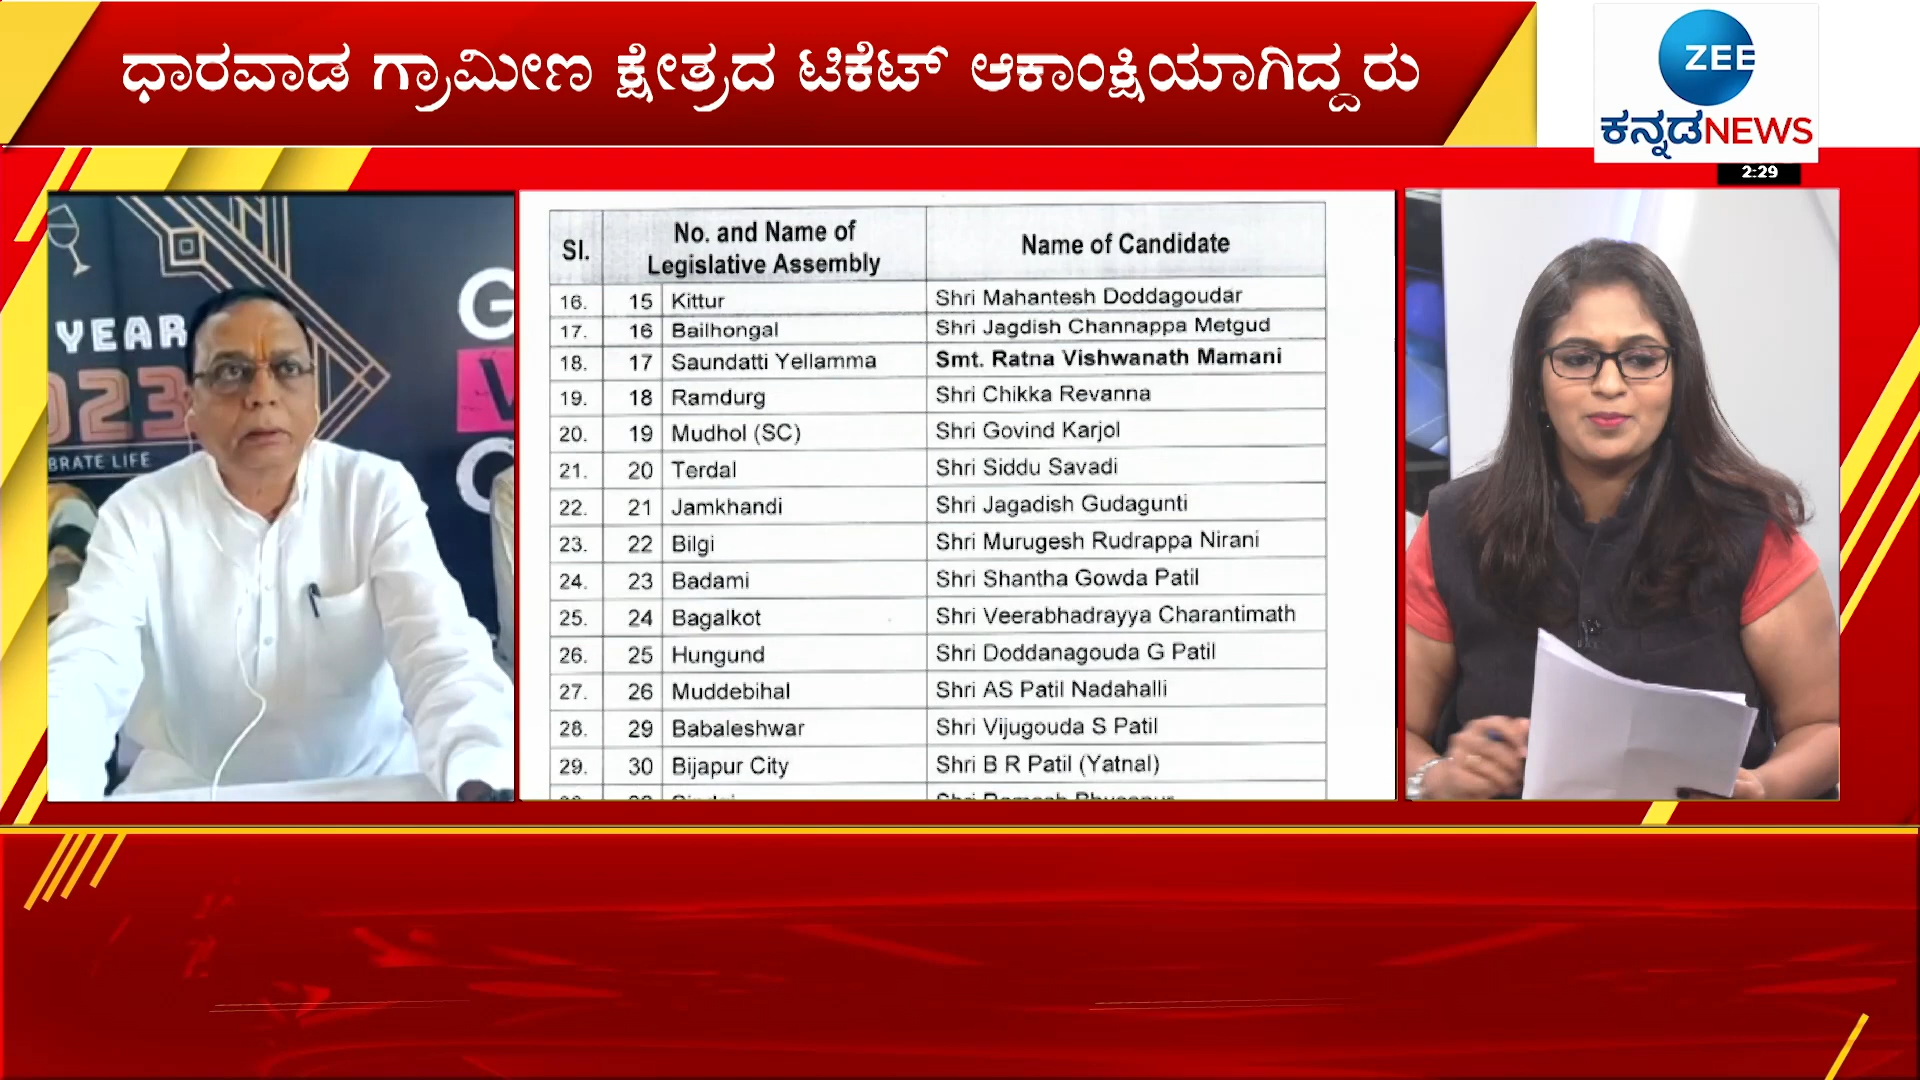 ಧಾರವಾಡ ಗ್ರಾಮೀಣ ಕ್ಷೇತ್ರದ ಟಿಕೆಟ್ ಆಕಾಂಕ್ಷಿಯಾಗಿದ್ದರು
ZEE
ಕನ್ನಡNEWS
2:29
YEAR
023
BRATE LIFE
G
Sl. No. and Name of Legislative Assembly Name of Candidate
16. 15 Kittur Shri Mahantesh Doddagoudar
17. 16 Bailhongal Shri Jagdish Channappa Metgud
18. 17 Saundatti Yellamma Smt. Ratna Vishwanath Mamani
19. 18 Ramdurg Shri Chikka Revanna
20. 19 Mudhol (SC) Shri Govind Karjol
21. 20 Terdal Shri Siddu Savadi
22. 21 Jamkhandi Shri Jagadish Gudagunti
23. 22 Bilgi Shri Murugesh Rudrappa Nirani
24. 23 Badami Shri Shantha Gowda Patil
25. 24 Bagalkot Shri Veerabhadrayya Charantimath
26. 25 Hungund Shri Doddanagouda G Patil
27. 26 Muddebihal Shri AS Patil Nadahalli
28. 29 Babaleshwar Shri Vijugouda S Patil
29. 30 Bijapur City Shri B R Patil (Yatnal)